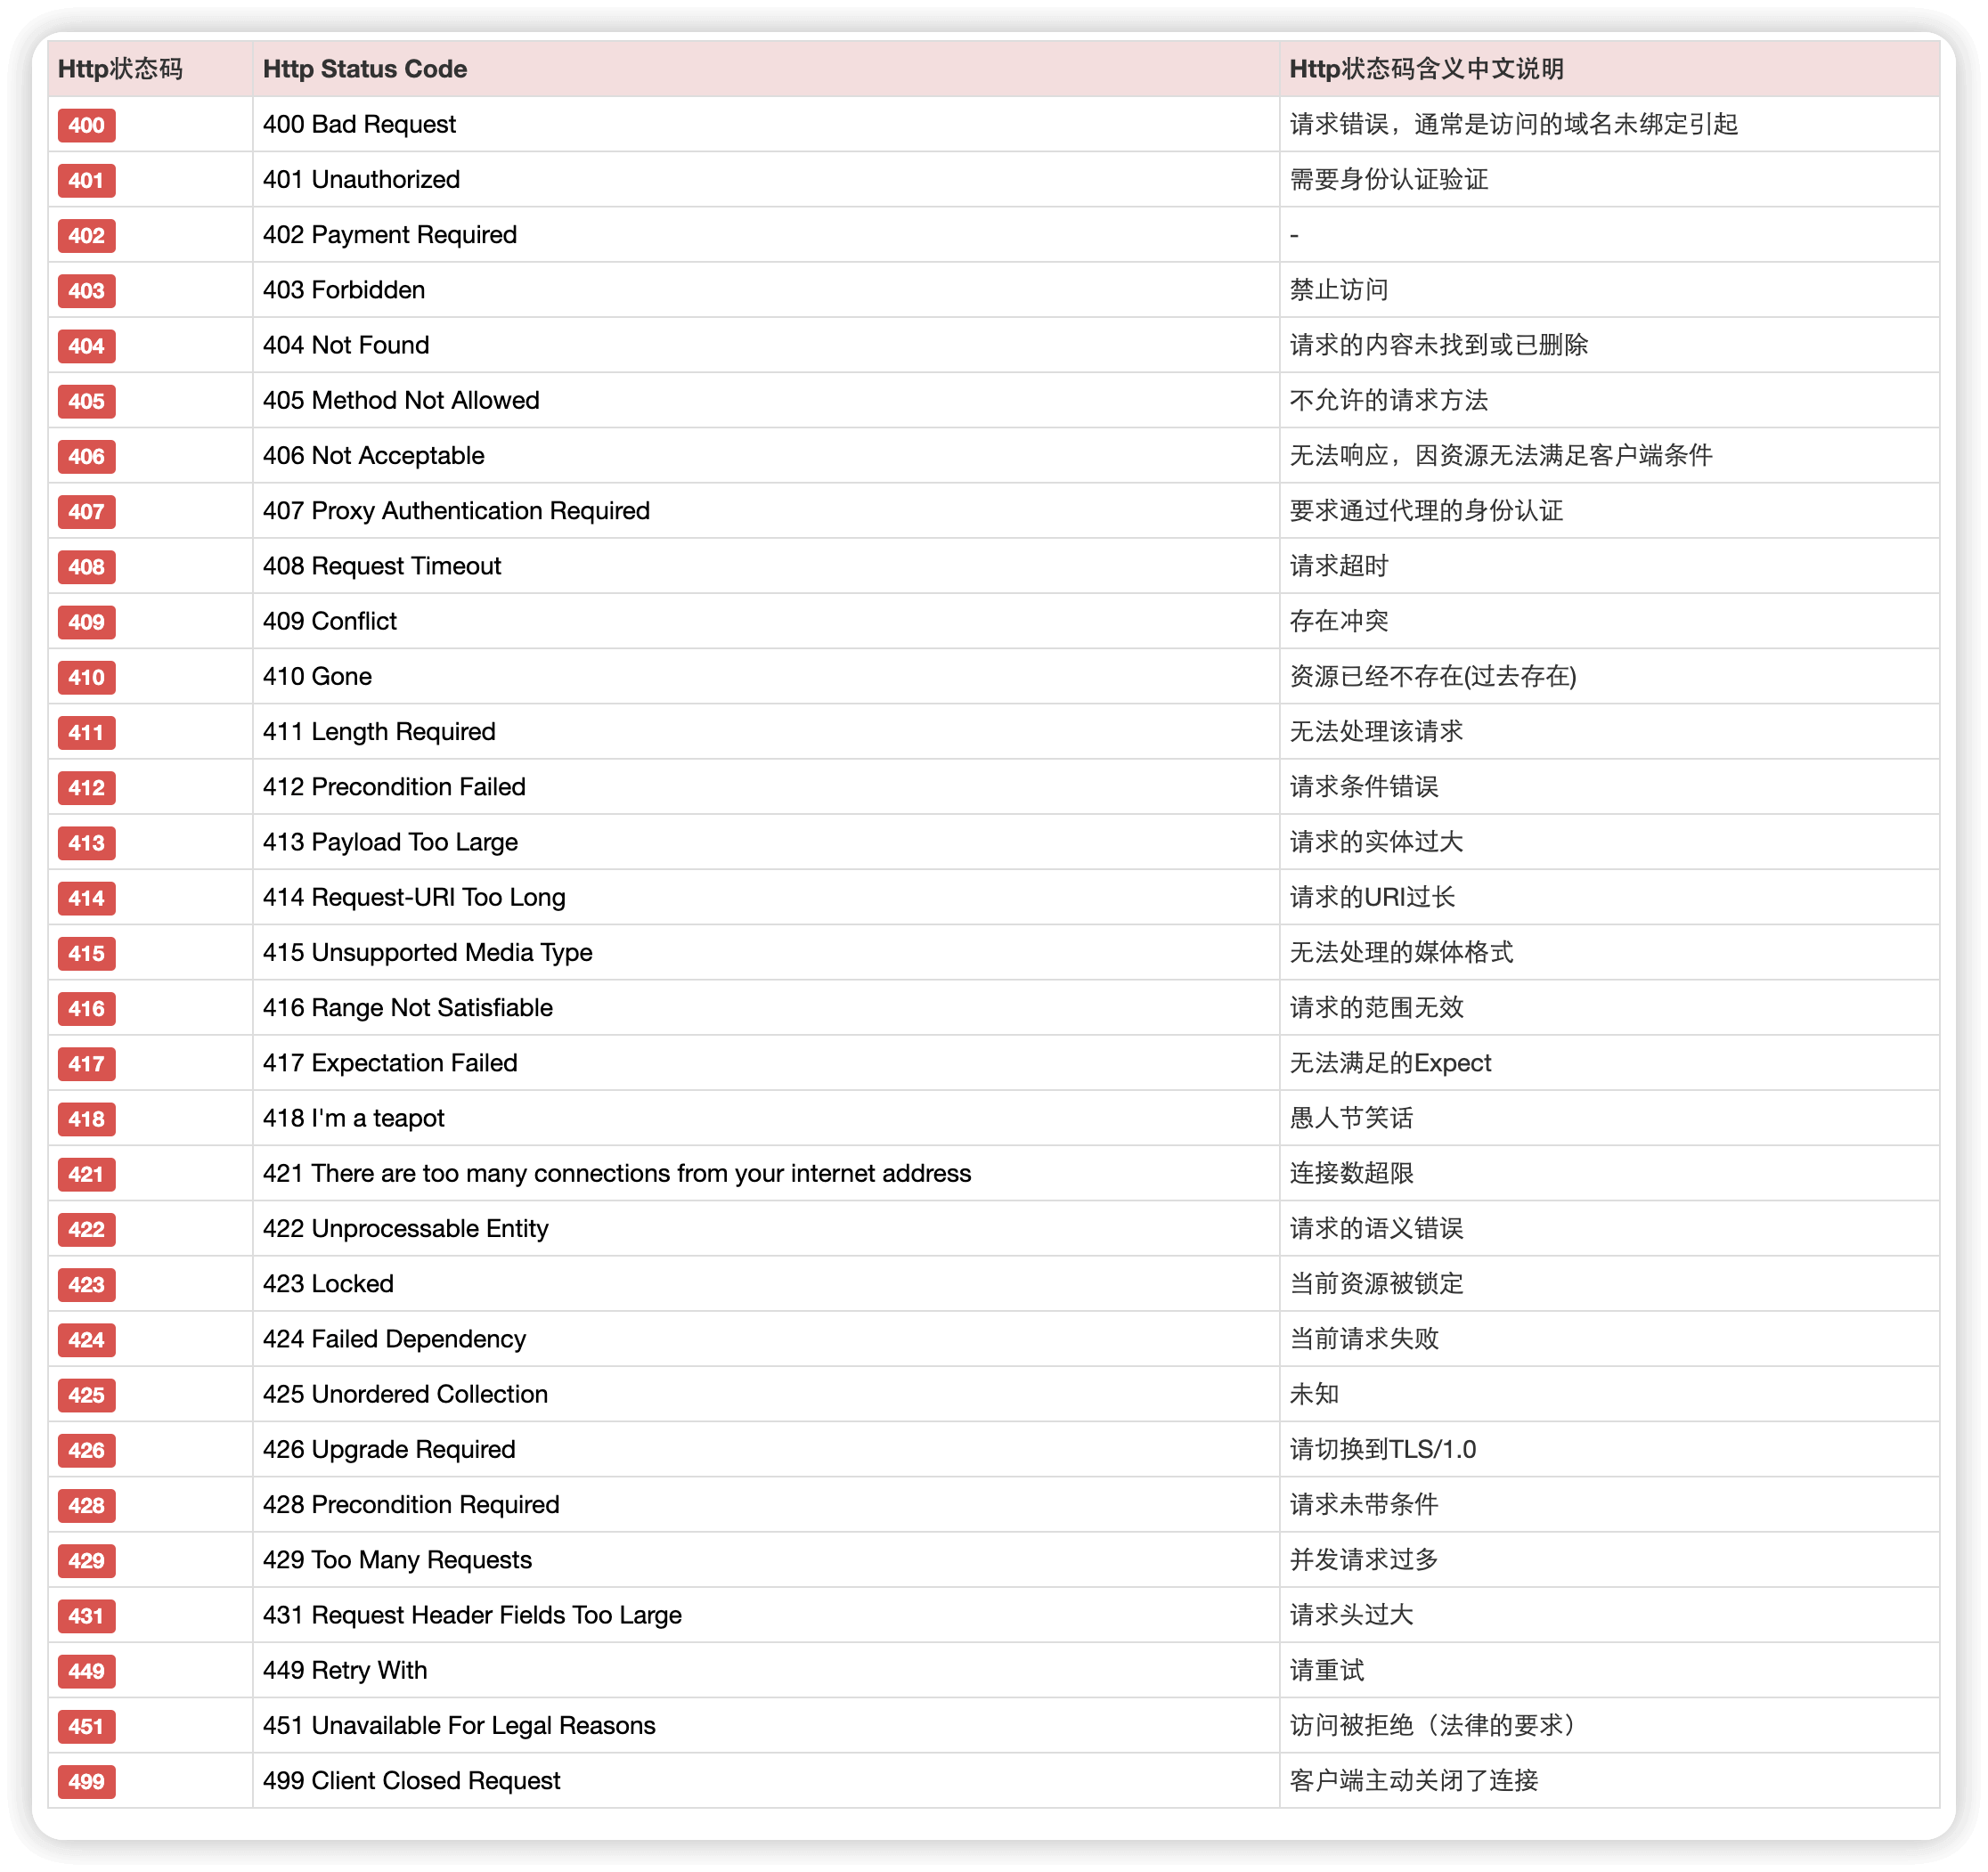 Http状态码 Http Status Code Http状态码含义中文说明
400 400 Bad Request 请求错误，通常是访问的域名未绑定引起
401 401 Unauthorized 需要身份认证验证
402 402 Payment Required -
403 403 Forbidden 禁止访问
404 404 Not Found 请求的内容未找到或已删除
405 405 Method Not Allowed 不允许的请求方法
406 406 Not Acceptable 无法响应，因资源无法满足客户端条件
407 407 Proxy Authentication Required 要求通过代理的身份认证
408 408 Request Timeout 请求超时
409 409 Conflict 存在冲突
410 410 Gone 资源已经不存在(过去存在)
411 411 Length Required 无法处理该请求
412 412 Precondition Failed 请求条件错误
413 413 Payload Too Large 请求的实体过大
414 414 Request-URI Too Long 请求的URI过长
415 415 Unsupported Media Type 无法处理的媒体格式
416 416 Range Not Satisfiable 请求的范围无效
417 417 Expectation Failed 无法满足的Expect
418 418 I'm a teapot 愚人节笑话
421 421 There are too many connections from your internet address 连接数超限
422 422 Unprocessable Entity 请求的语义错误
423 423 Locked 当前资源被锁定
424 424 Failed Dependency 当前请求失败
425 425 Unordered Collection 未知
426 426 Upgrade Required 请切换到TLS/1.0
428 428 Precondition Required 请求未带条件
429 429 Too Many Requests 并发请求过多
431 431 Request Header Fields Too Large 请求头过大
449 449 Retry With 请重试
451 451 Unavailable For Legal Reasons 访问被拒绝（法律的要求）
499 499 Client Closed Request 客户端主动关闭了连接